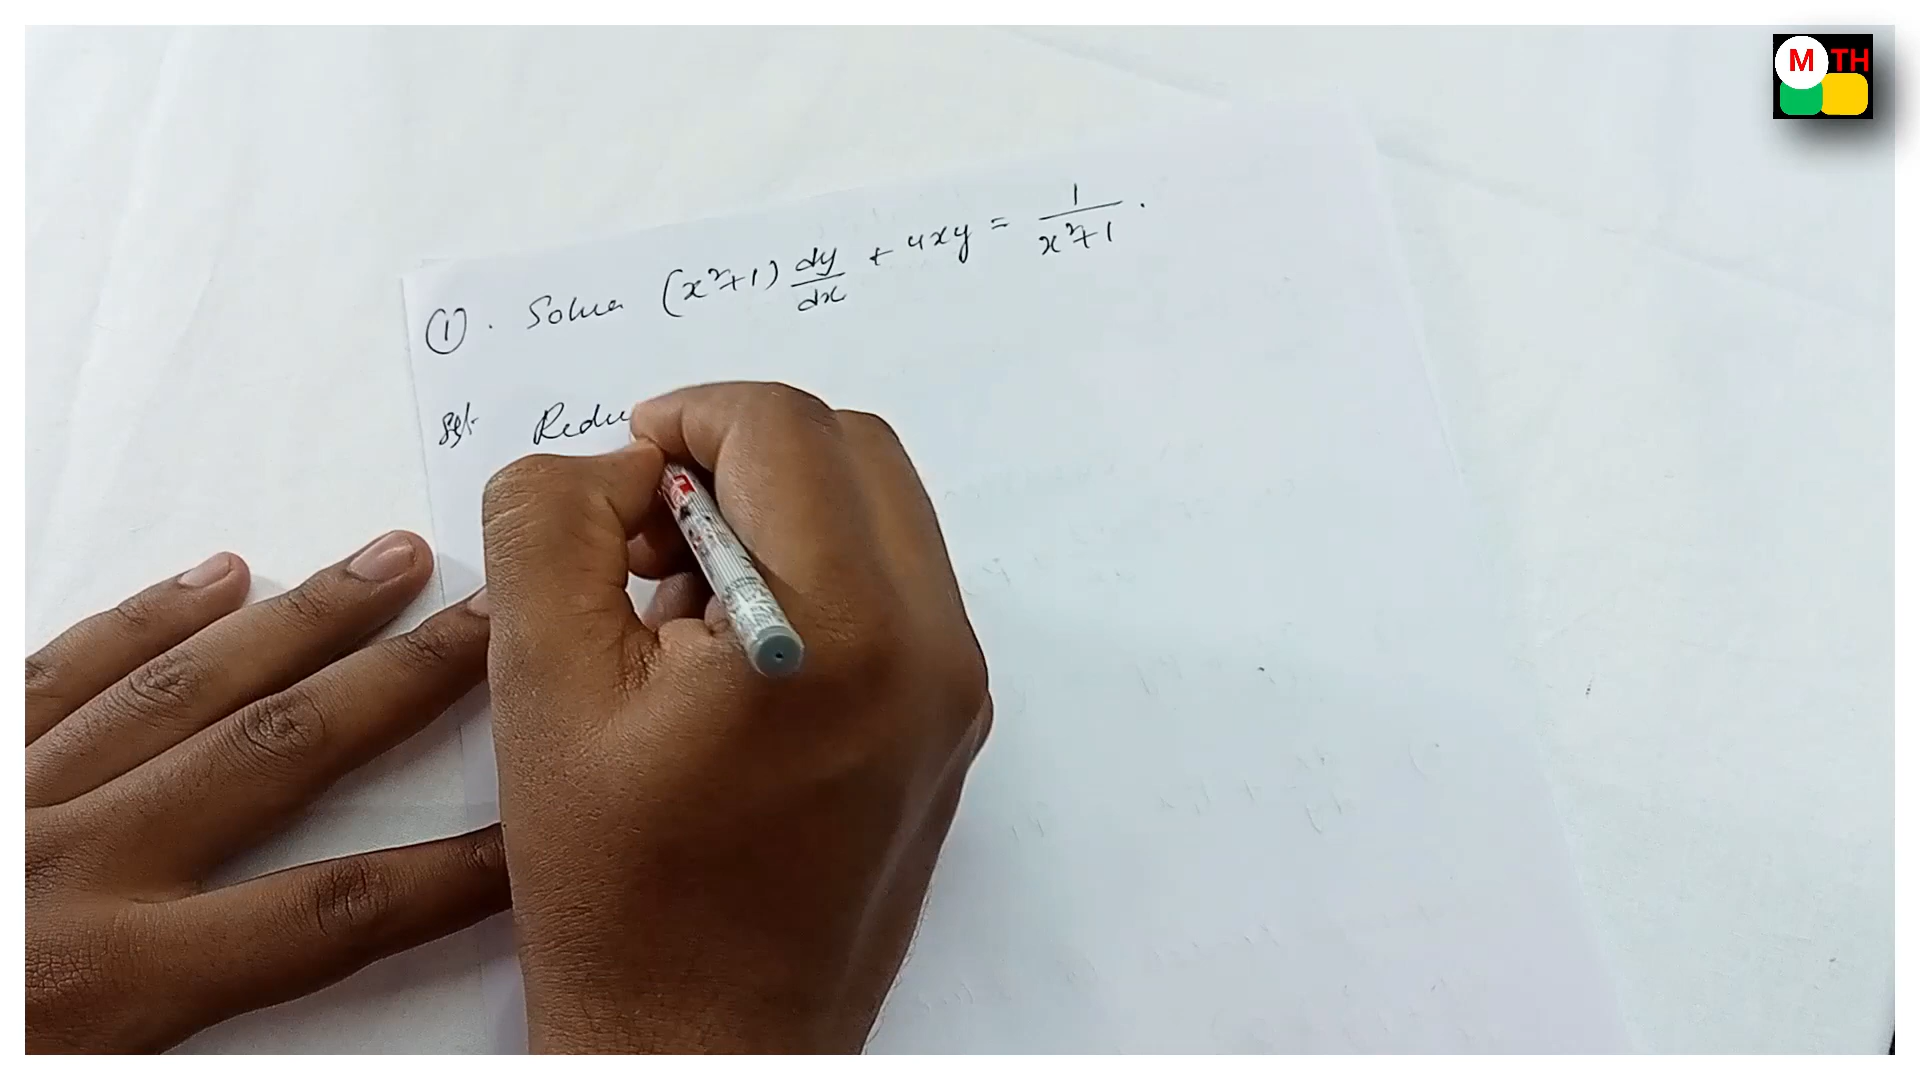 M TH
①. Solve (x²+1) dy/dx + 4xy = 1/(x²+1).
Sol. Redu